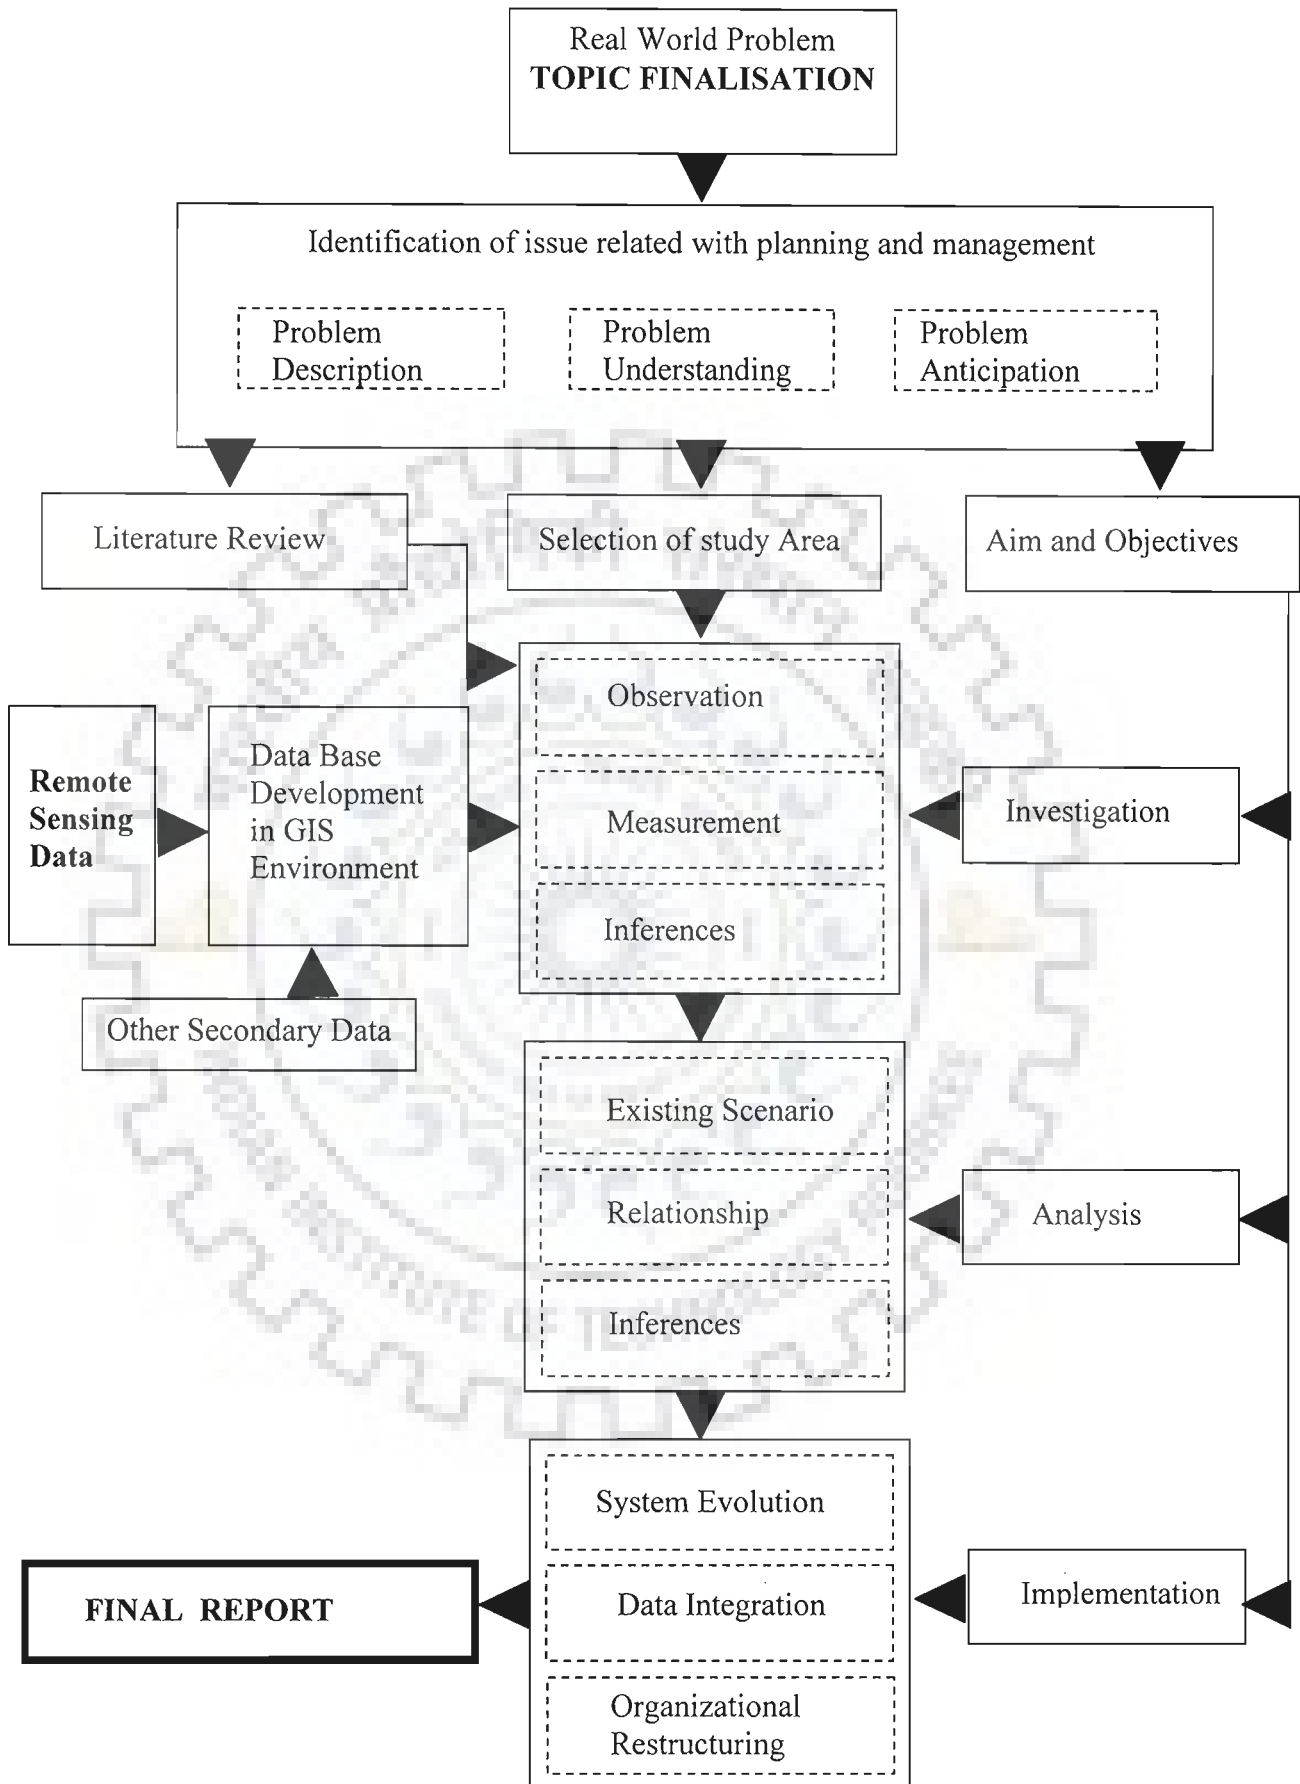 Real World Problem
TOPIC FINALISATION
Identification of issue related with planning and management
Problem
Description
Problem
Understanding
Problem
Anticipation
Literature Review
Selection of study Area
Aim and Objectives
Observation
Remote
Sensing
Data
Data Base
Development
in GIS
Environment
Measurement
Investigation
Inferences
Other Secondary Data
Existing Scenario
Relationship
Analysis
Inferences
INSTITUTE OF TECHNOLOGY
System Evolution
FINAL REPORT
Data Integration
Implementation
Organizational
Restructuring